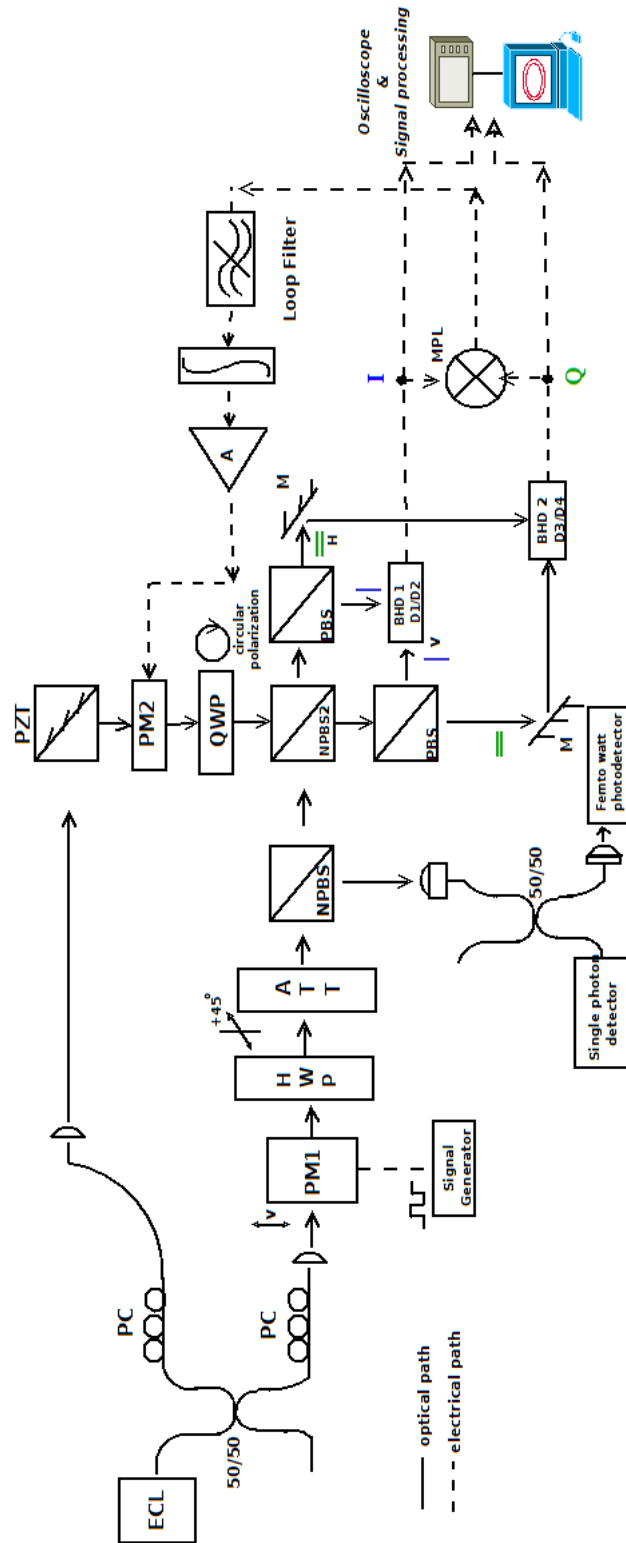 ECL
50/50
PC
PC
V
PM1
Signal
Generator
H
W
P
+45°
A
T
T
NPBS
50/50
Single photon
detector
Femto watt
photodetector
PZT
PM2
QWP
circular
polarization
NPBS2
PBS
H
M
PBS
V
M
BHD 1
D1/D2
BHD 2
D3/D4
A
Loop Filter
I
MPL
Q
Oscilloscope
&
Signal processing
optical path
electrical path